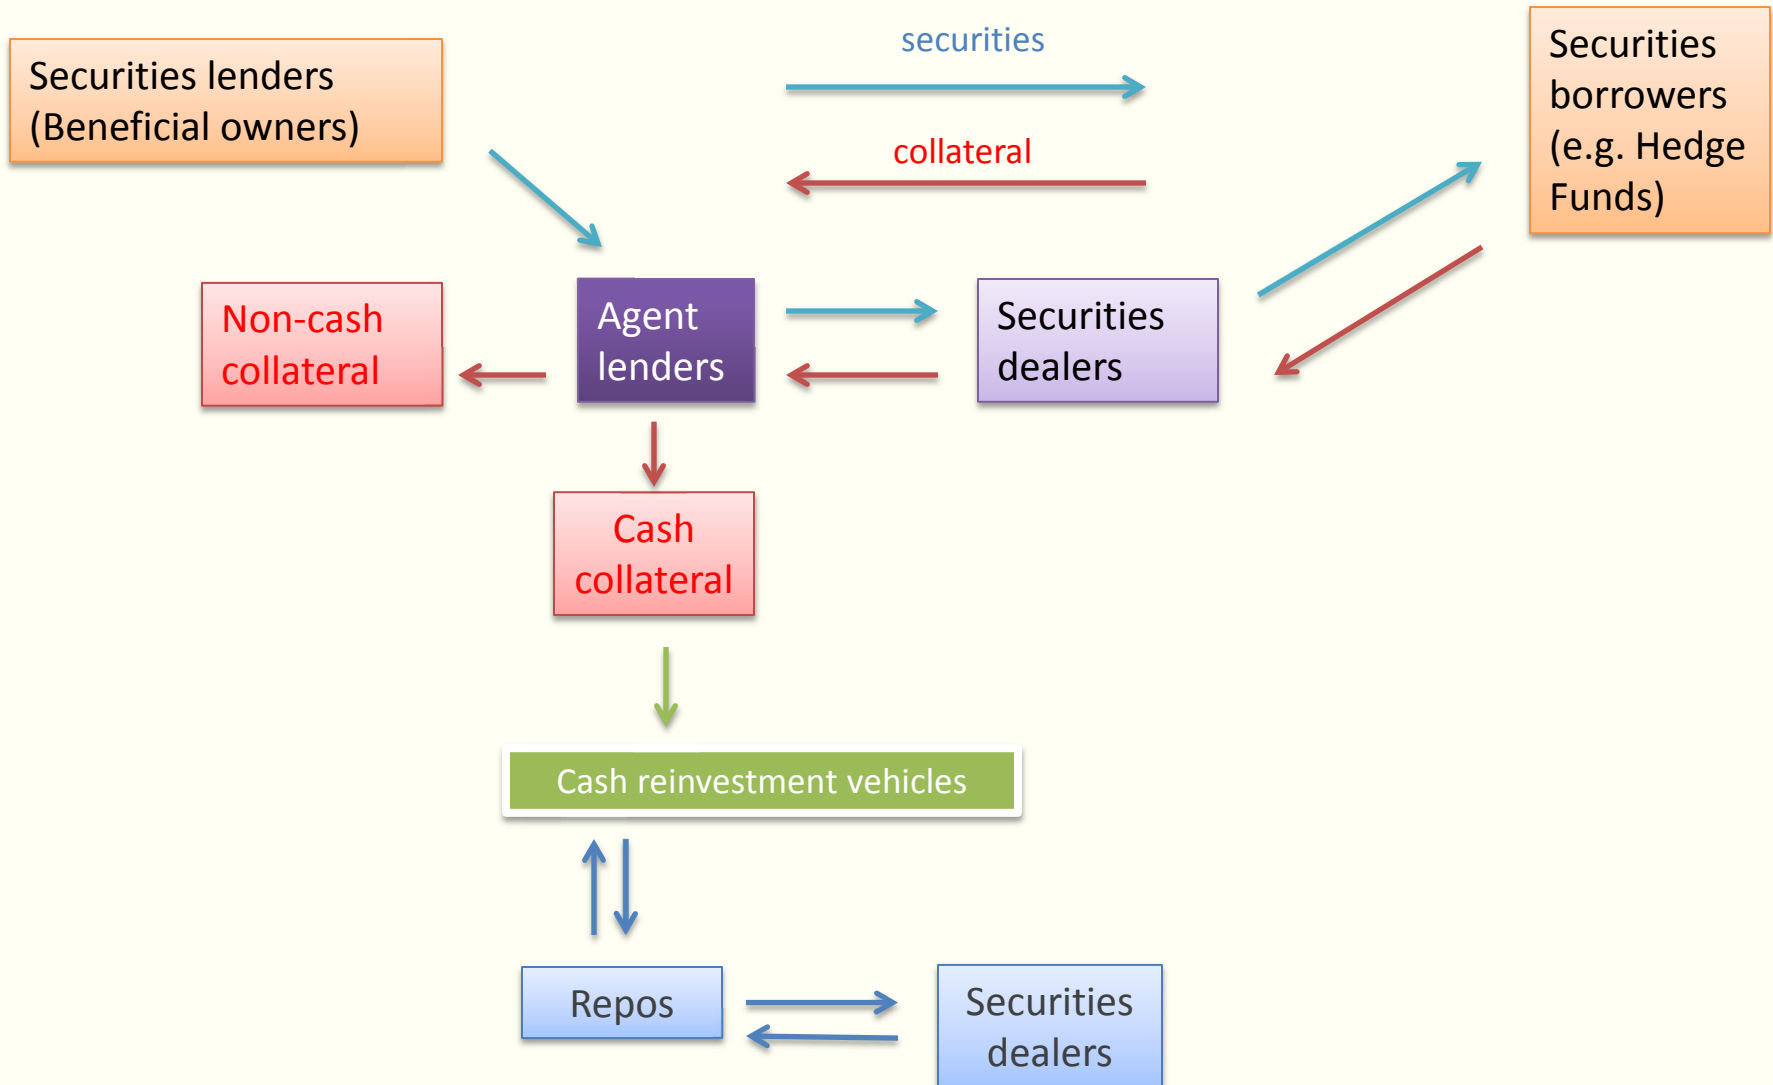 securities
Securities lenders
(Beneficial owners)
Securities
borrowers
(e.g. Hedge
Funds)
collateral
Non-cash
collateral
Agent
lenders
Securities
dealers
Cash
collateral
Cash reinvestment vehicles
Repos
Securities
dealers